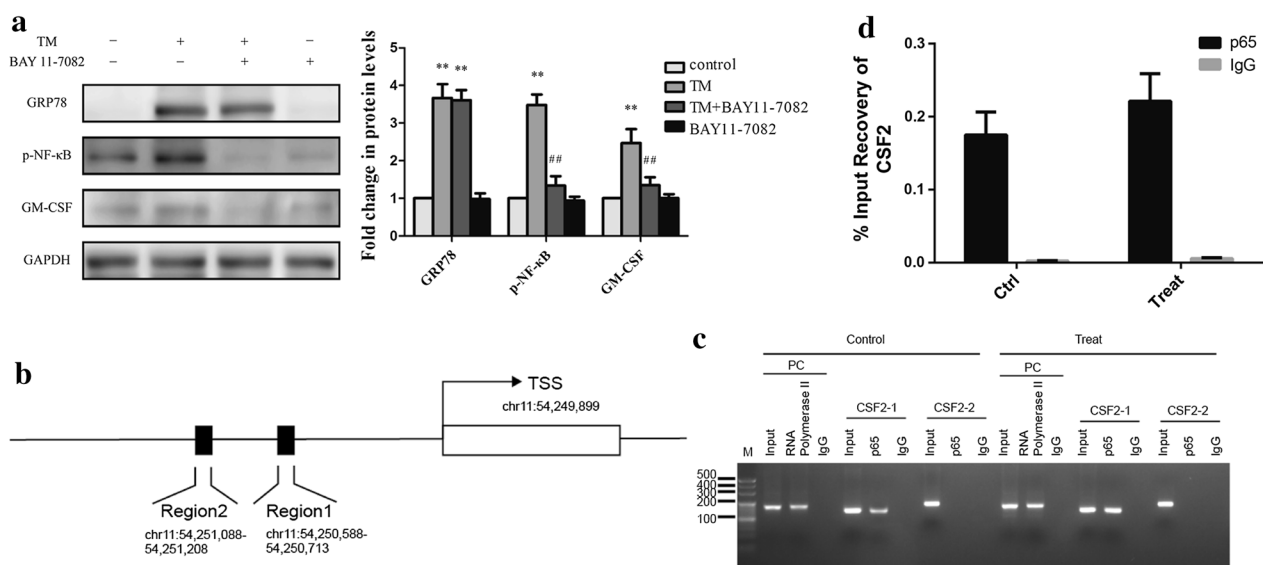 a
TM − + + −
BAY 11-7082 − − + +
GRP78
p-NF-κB
GM-CSF
GAPDH
Fold change in protein levels
5
4
3
2
1
0
** **
**
##
**
##
GRP78
p-NF-κB
GM-CSF
control
TM
TM+BAY11-7082
BAY11-7082
d
% Input Recovery of
CSF2
0.3
0.2
0.1
0.0
Ctrl
Treat
p65
IgG
b
TSS
chr11:54,249,899
Region2
chr11:54,251,088-
54,251,208
Region1
chr11:54,250,588-
54,250,713
c
Control
Treat
PC
CSF2-1
CSF2-2
PC
CSF2-1
CSF2-2
M
Input
RNA
Polymerase II
IgG
Input
p65
IgG
Input
p65
IgG
Input
RNA
Polymerase II
IgG
Input
p65
IgG
Input
p65
IgG
500
400
300
200
100